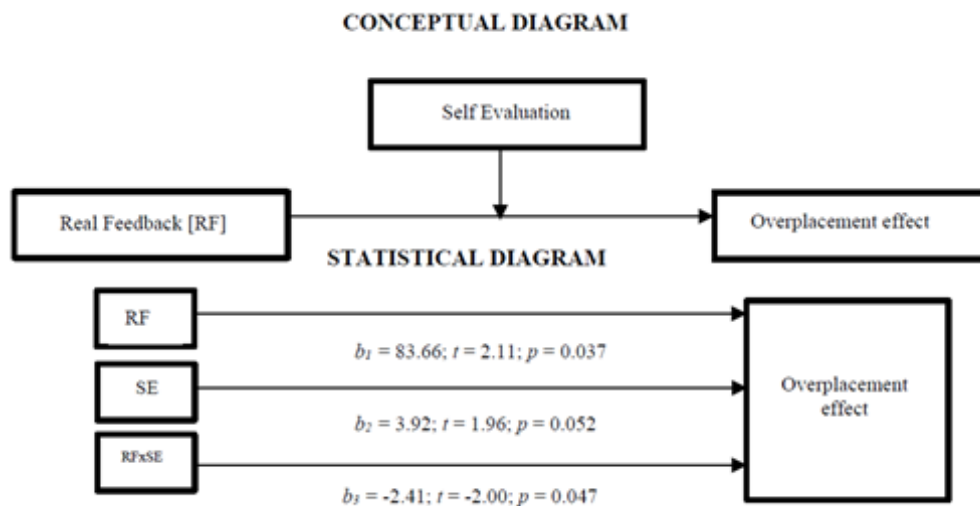 CONCEPTUAL DIAGRAM
Self Evaluation
Real Feedback [RF]
Overplacement effect
STATISTICAL DIAGRAM
RF
b₁ = 83.66; t = 2.11; p = 0.037
SE
Overplacement
effect
b₂ = 3.92; t = 1.96; p = 0.052
RFxSE
b₃ = -2.41; t = -2.00; p = 0.047